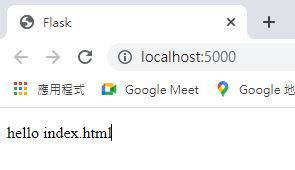 Flask
localhost:5000
應用程式 Google Meet Google 地
hello index.html